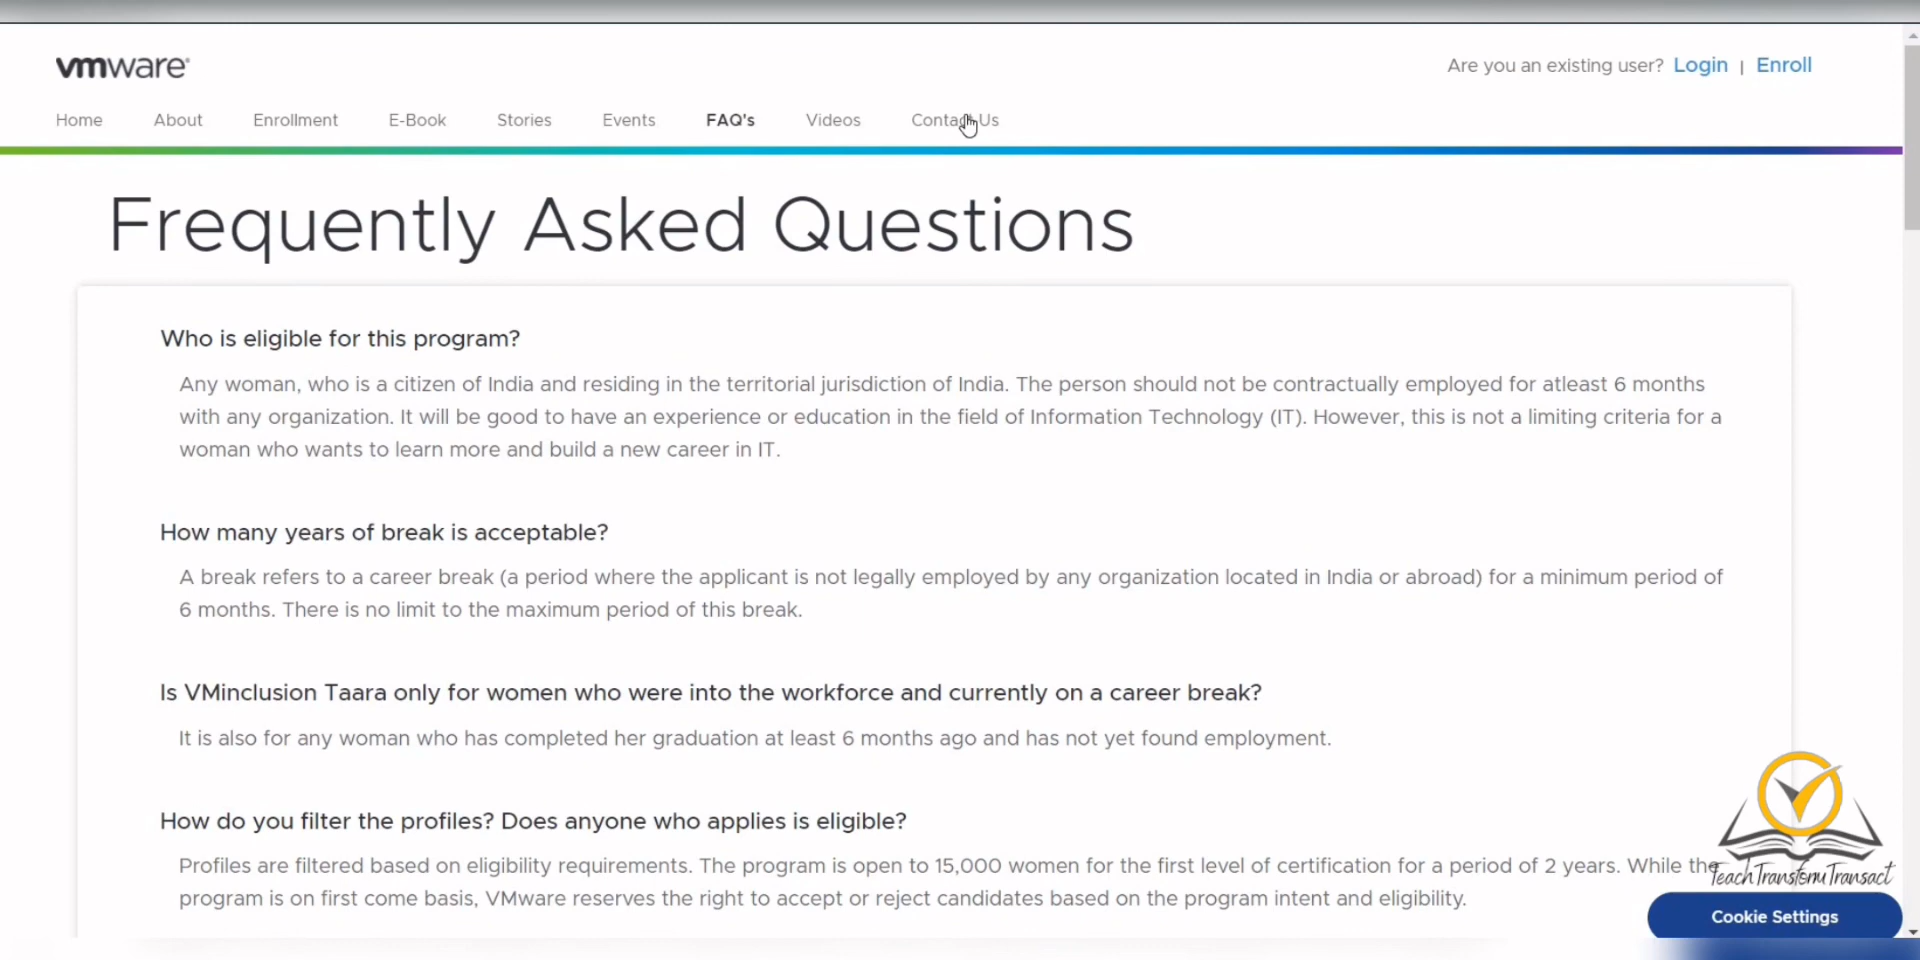 vmware®
Are you an existing user? Login | Enroll
Home About Enrollment E-Book Stories Events FAQ's Videos Contact Us
Frequently Asked Questions
Who is eligible for this program?
Any woman, who is a citizen of India and residing in the territorial jurisdiction of India. The person should not be contractually employed for atleast 6 months
with any organization. It will be good to have an experience or education in the field of Information Technology (IT). However, this is not a limiting criteria for a
woman who wants to learn more and build a new career in IT.
How many years of break is acceptable?
A break refers to a career break (a period where the applicant is not legally employed by any organization located in India or abroad) for a minimum period of
6 months. There is no limit to the maximum period of this break.
Is VMinclusion Taara only for women who were into the workforce and currently on a career break?
It is also for any woman who has completed her graduation at least 6 months ago and has not yet found employment.
How do you filter the profiles? Does anyone who applies is eligible?
Profiles are filtered based on eligibility requirements. The program is open to 15,000 women for the first level of certification for a period of 2 years. While the
program is on first come basis, VMware reserves the right to accept or reject candidates based on the program intent and eligibility.
TeachTransformTransact
Cookie Settings